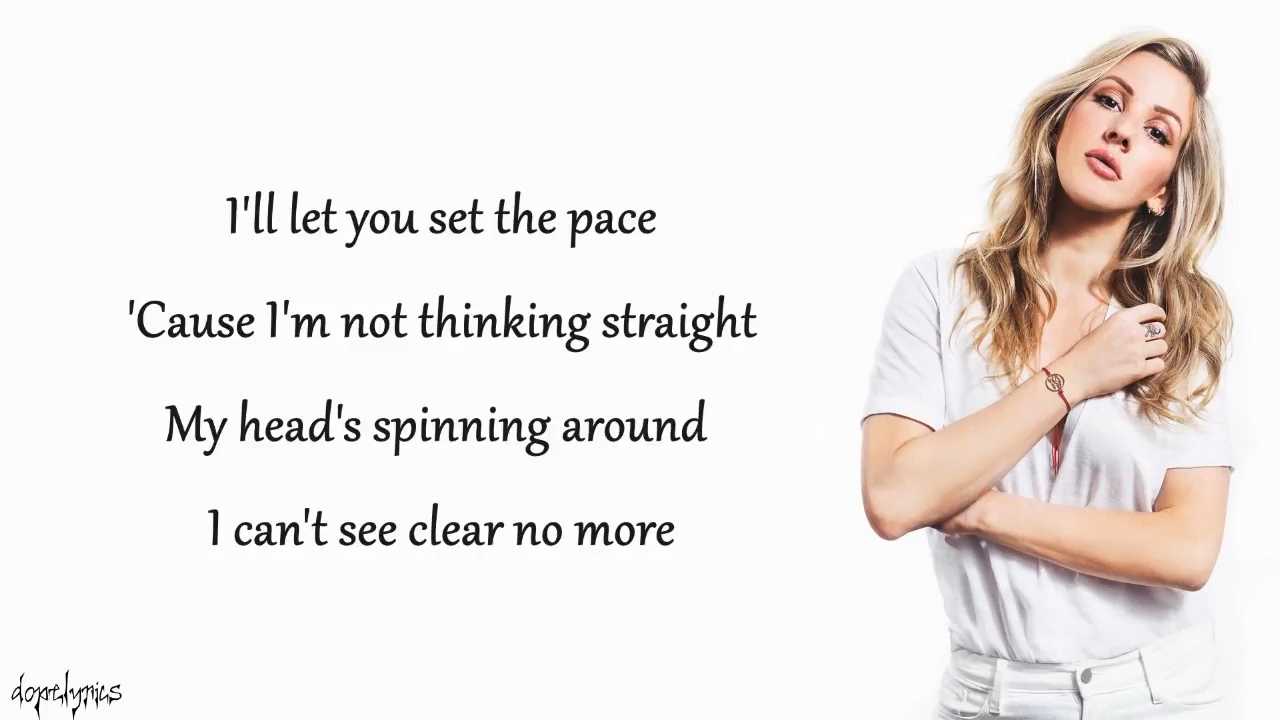 I'll let you set the pace
'Cause I'm not thinking straight
My head's spinning around
I can't see clear no more
dopelyrics